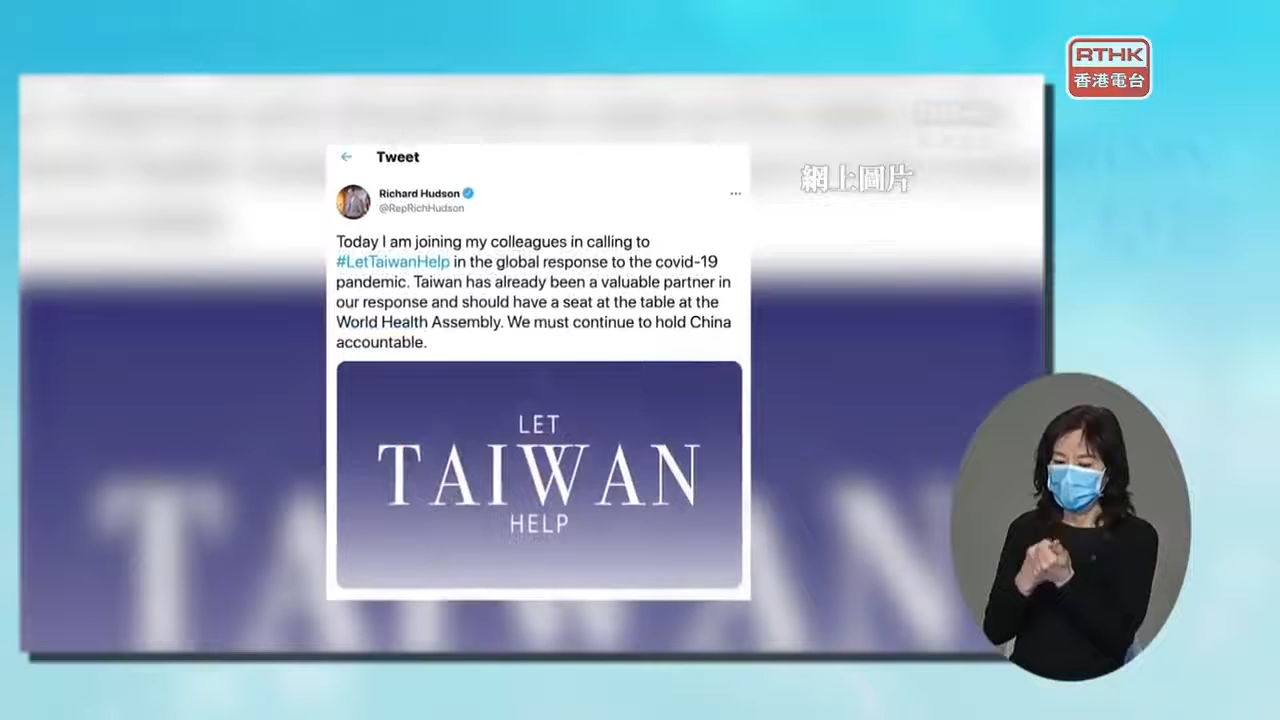 RTHK
香港電台
網上圖片
Tweet
Richard Hudson
@RepRichHudson
Today I am joining my colleagues in calling to
#LetTaiwanHelp in the global response to the covid-19
pandemic. Taiwan has already been a valuable partner in
our response and should have a seat at the table at the
World Health Assembly. We must continue to hold China
accountable.
LET
TAIWAN
HELP